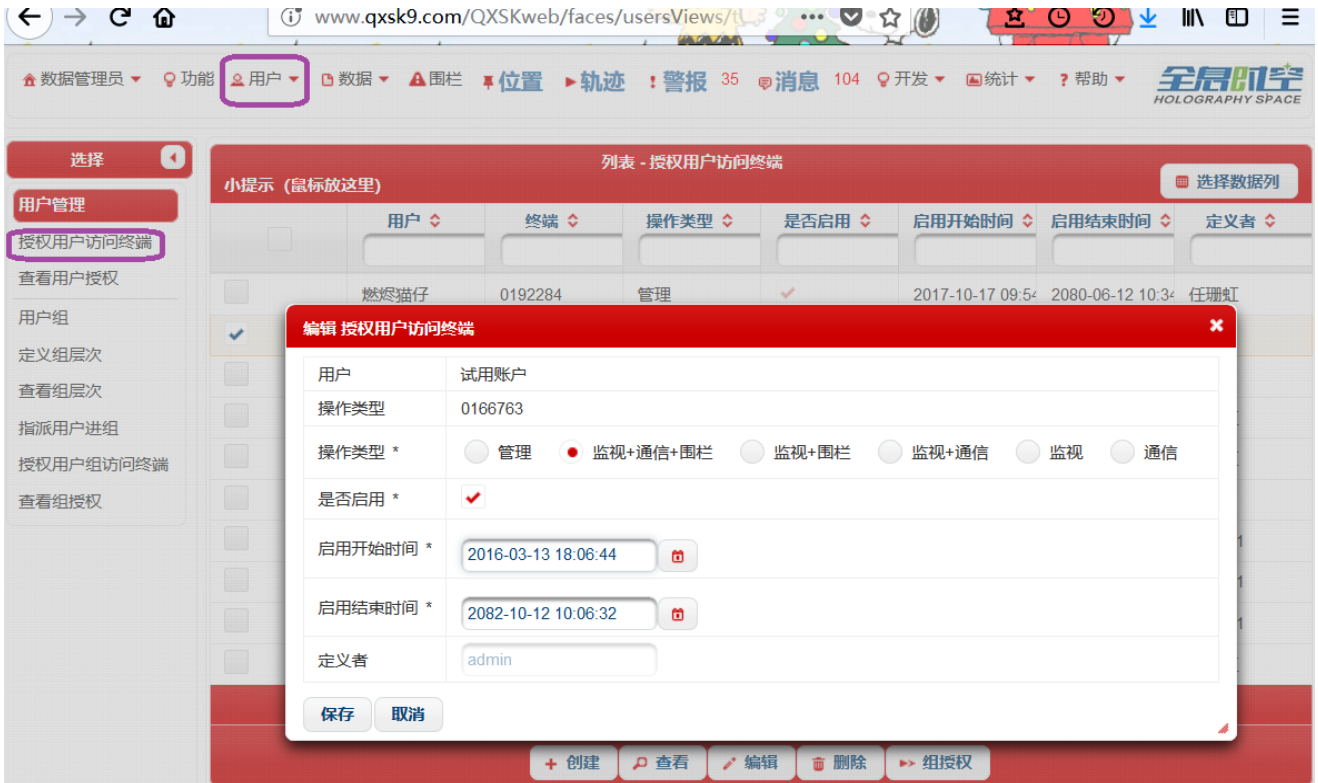 www.qxsk9.com/QXSKweb/faces/usersViews/t
数据管理员 功能 用户 数据 围栏 位置 轨迹 警报 35 消息 104 开发 统计 帮助 全息时空
HOLOGRAPHY SPACE
选择
列表 - 授权用户访问终端
小提示 (鼠标放这里) 选择数据列
用户管理
授权用户访问终端
查看用户授权
用户组
定义组层次
查看组层次
指派用户进组
授权用户组访问终端
查看组授权
用户 终端 操作类型 是否启用 启用开始时间 启用结束时间 定义者
燃烬猫仔 0192284 管理 2017-10-17 09:54 2080-06-12 10:34 任珊虹
编辑 授权用户访问终端
用户 试用账户
操作类型 0166763
操作类型 * 管理 监视+通信+围栏 监视+围栏 监视+通信 监视 通信
是否启用 *
启用开始时间 * 2016-03-13 18:06:44
启用结束时间 * 2082-10-12 10:06:32
定义者 admin
保存 取消
创建 查看 编辑 删除 组授权